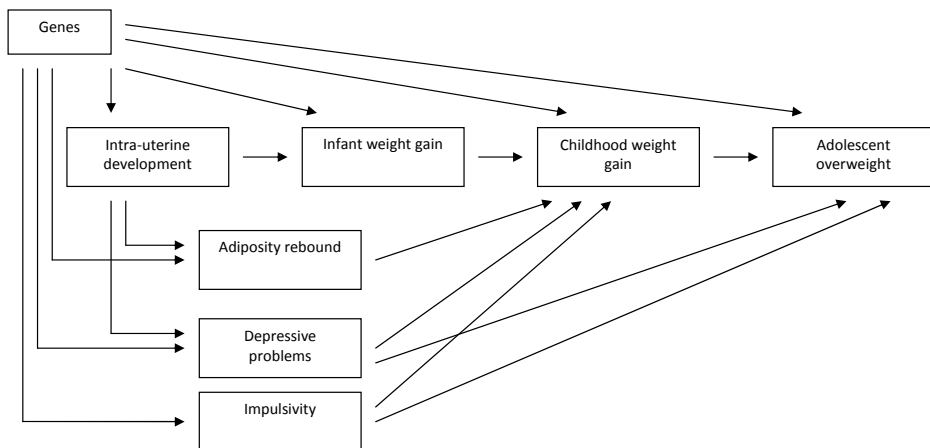 Genes
Intra-uterine
development
Infant weight gain
Childhood weight
gain
Adolescent
overweight
Adiposity rebound
Depressive
problems
Impulsivity